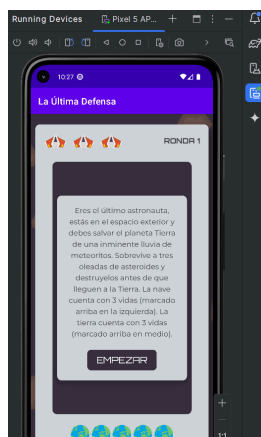 Running Devices
Pixel 5 AP...
10:27
La Última Defensa
RONDA 1
Eres el último astronauta,
estás en el espacio exterior y
debes salvar el planeta Tierra
de una inminente lluvia de
meteoritos. Sobrevive a tres
oleadas de asteroides y
destruyelos antes de que
lleguen a la Tierra. La nave
cuenta con 3 vidas (marcado
arriba en la izquierda). La
tierra cuenta con 3 vidas
(marcado arriba en medio).
EMPEZAR
1:1